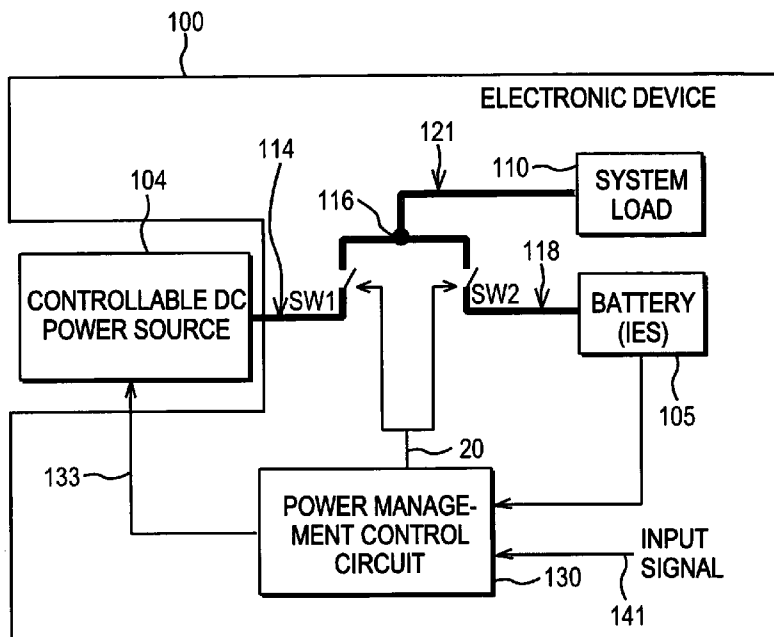 100
ELECTRONIC DEVICE
114
121
110
SYSTEM
LOAD
104
116
118
CONTROLLABLE DC
POWER SOURCE
SW1
SW2
BATTERY
(IES)
105
133
20
POWER MANAGE-
MENT CONTROL
CIRCUIT
INPUT
SIGNAL
130
141